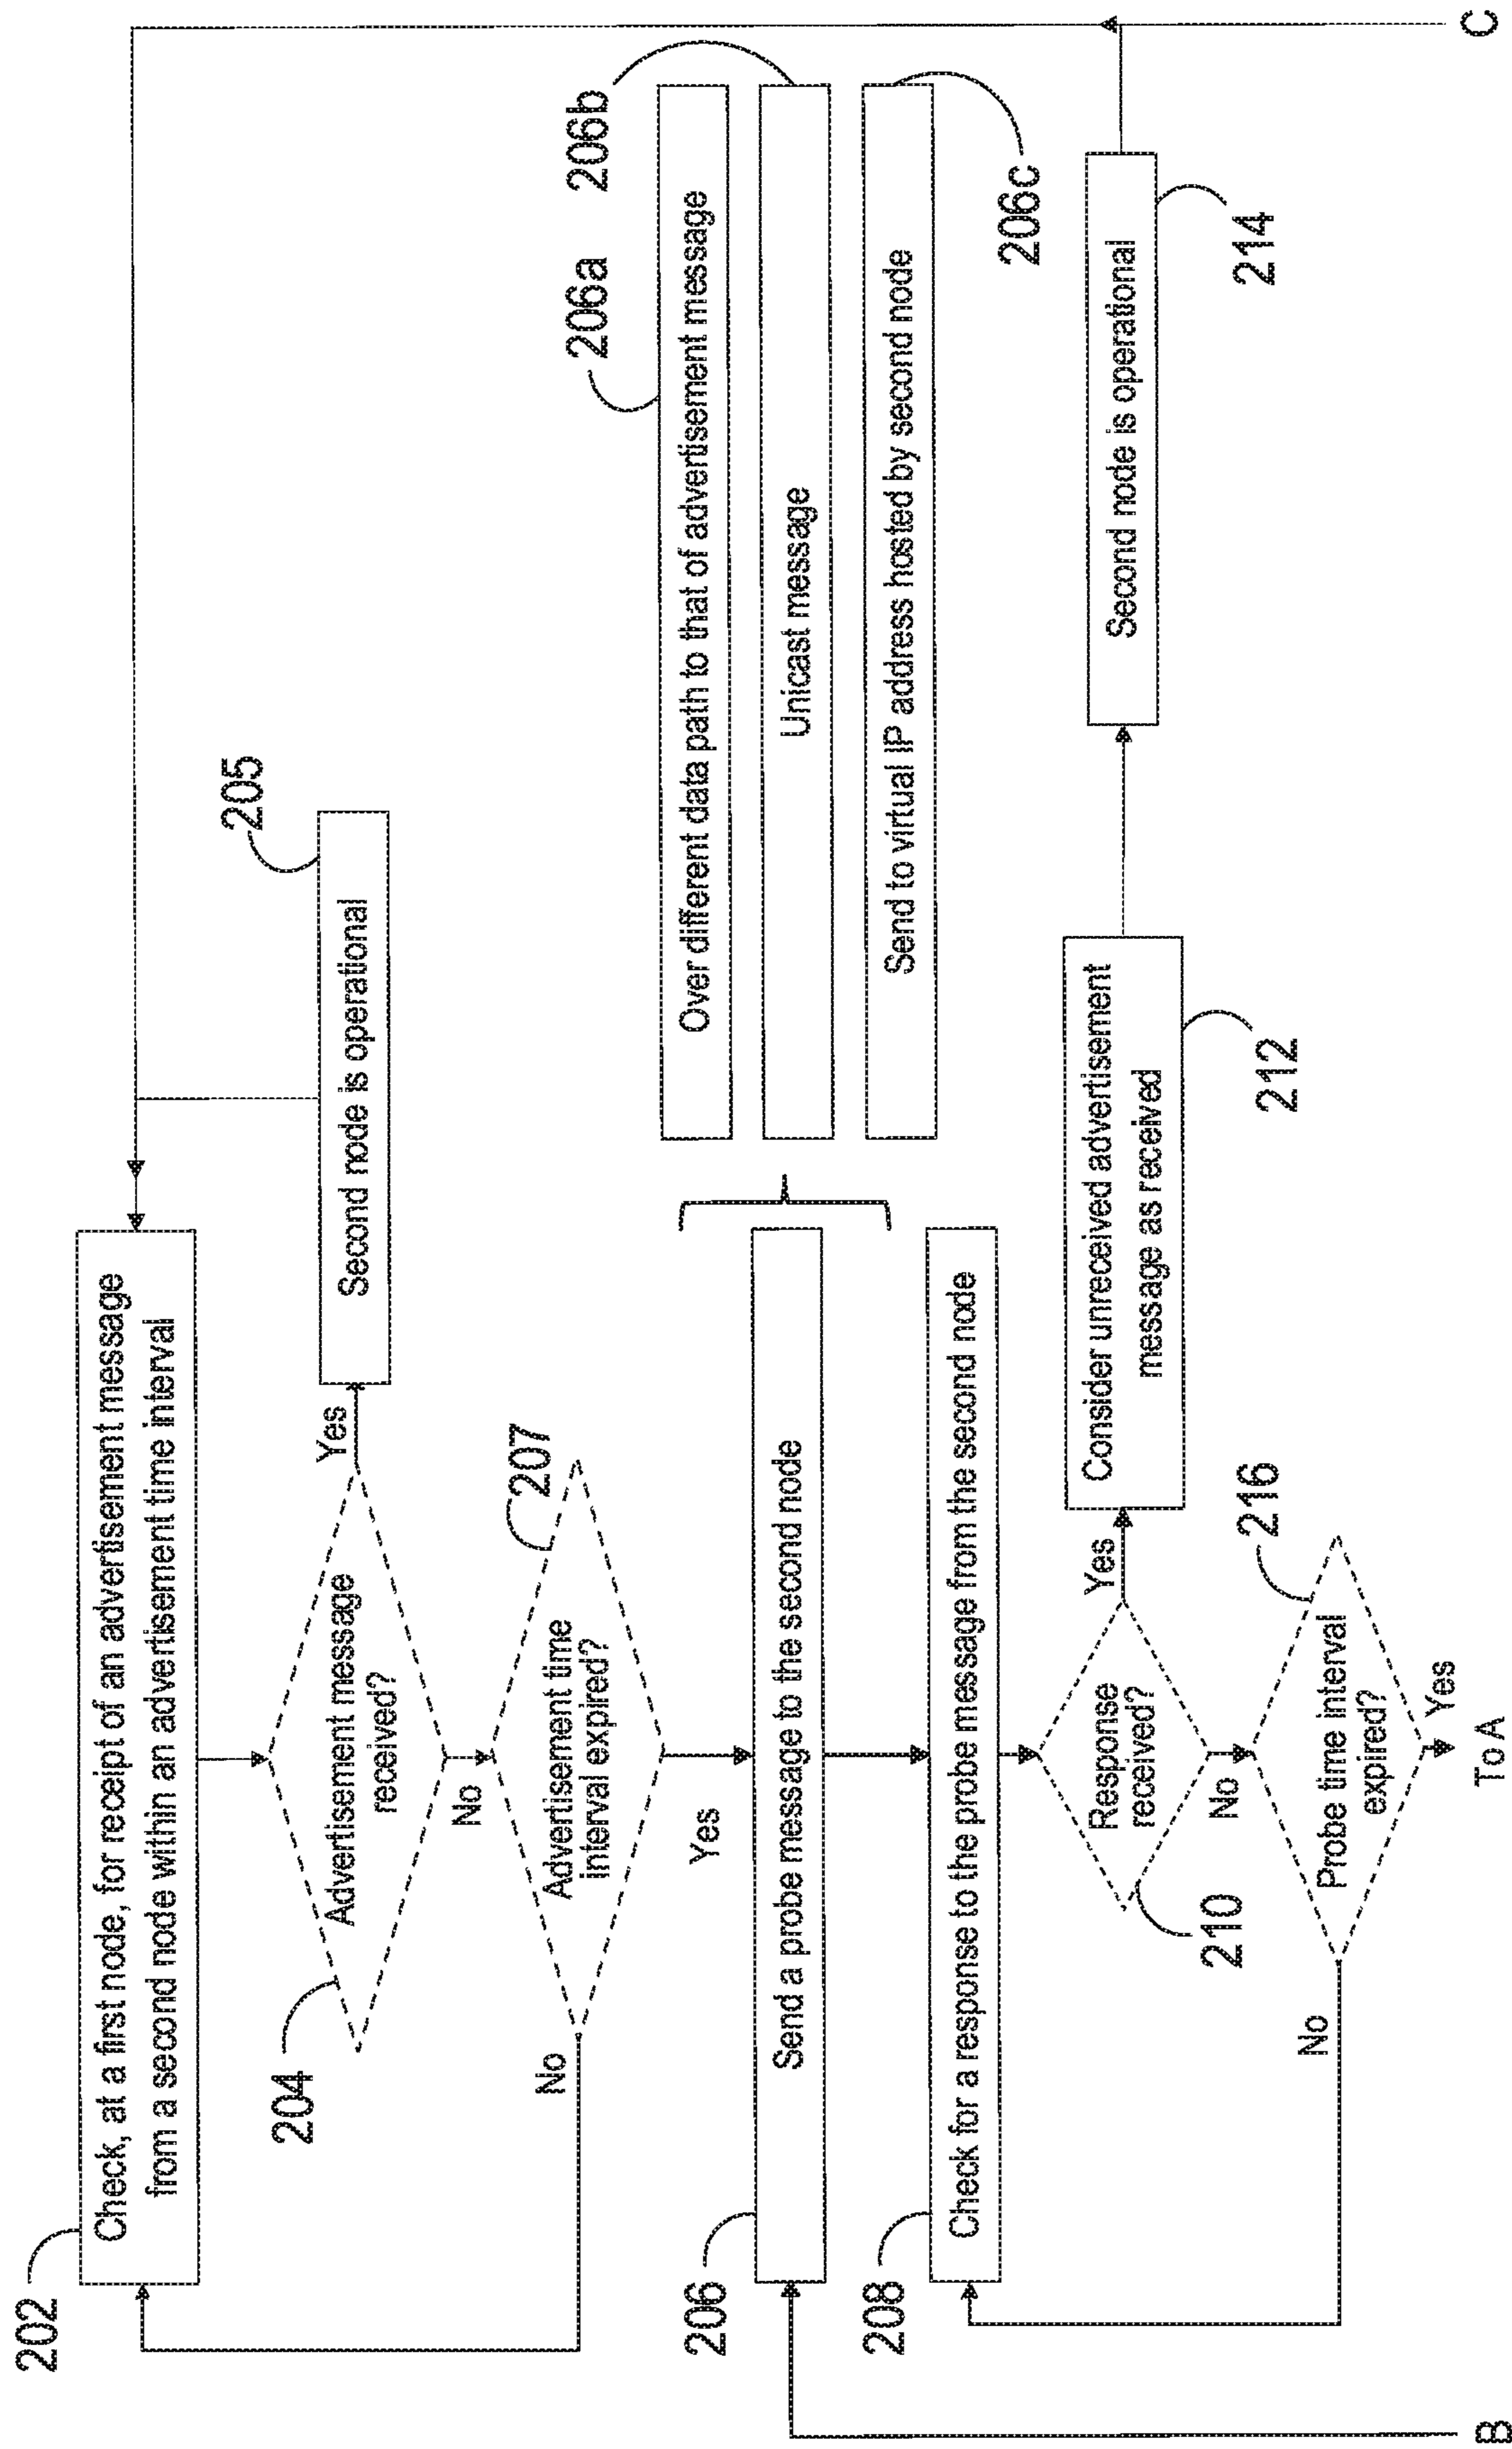 202
Check, at a first node, for receipt of an advertisement message
from a second node within an advertisement time interval
204
Advertisement message
received?
Yes
205
Second node is operational
No
207
Advertisement time
interval expired?
No
Yes
206
Send a probe message to the second node
206a
206b
Over different data path to that of advertisement message
Unicast message
Send to virtual IP address hosted by second node
206c
208
Check for a response to the probe message from the second node
Response
received?
210
Yes
Consider unreceived advertisement
message as received
212
Second node is operational
214
No
216
Probe time interval
expired?
No
Yes
To A
B
C